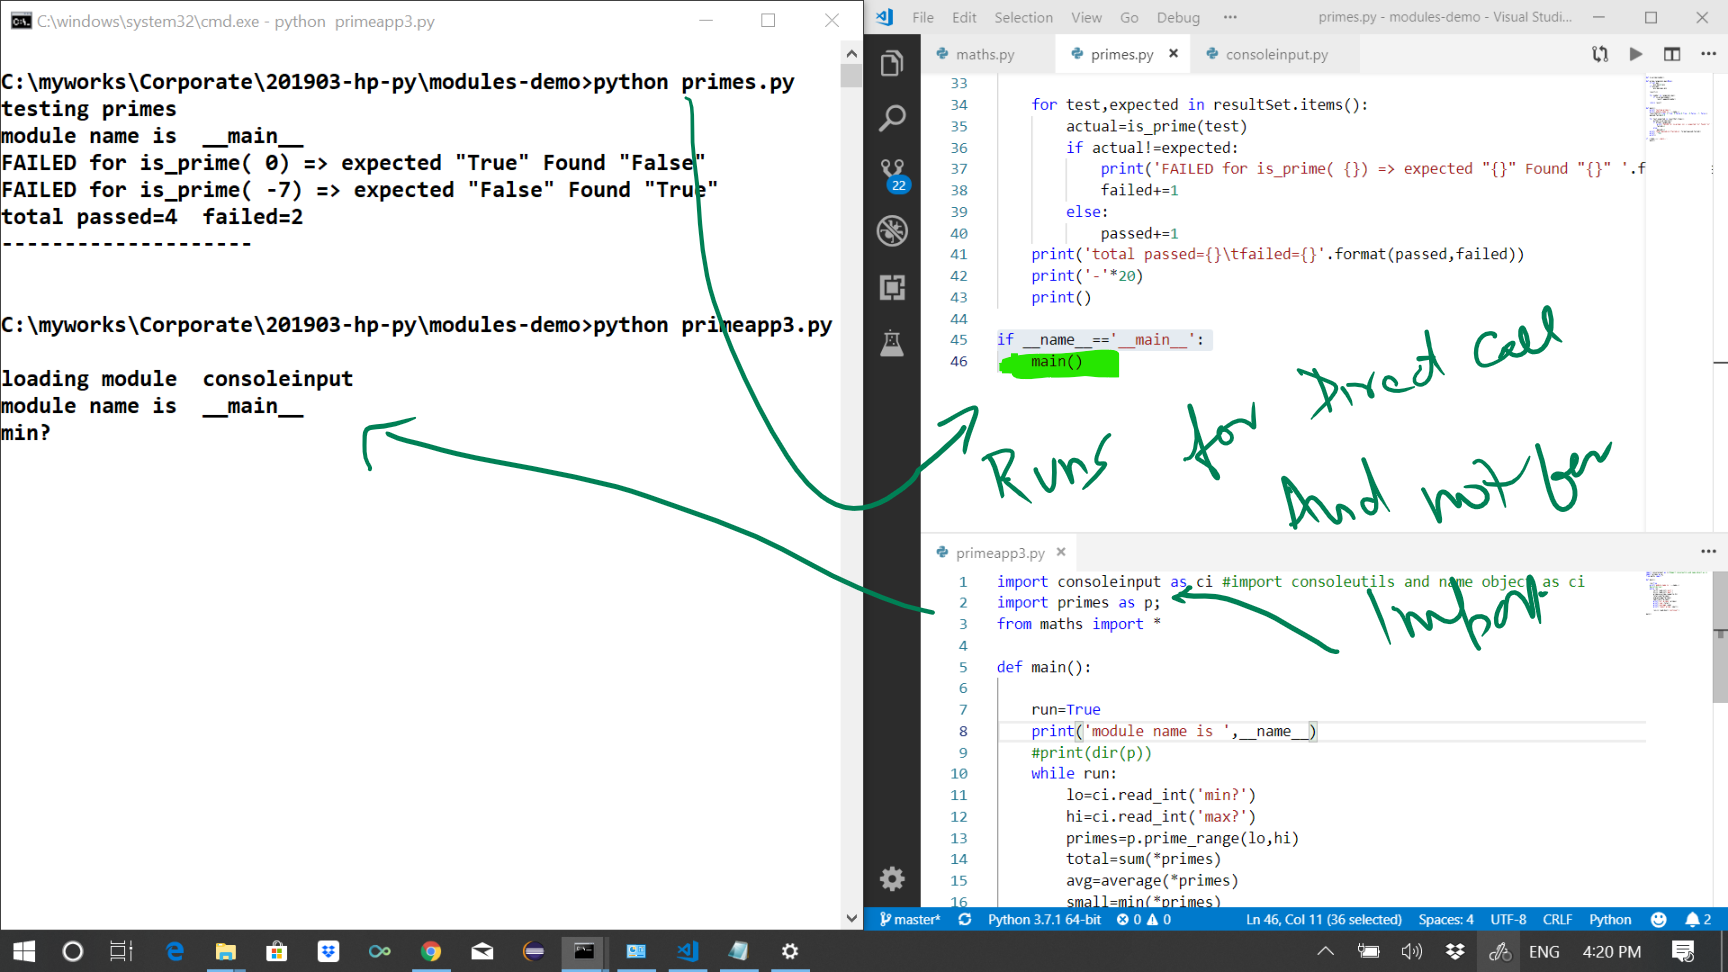 C:\windows\system32\cmd.exe - python  primeapp3.py
C:\myworks\Corporate\201903-hp-py\modules-demo>python primes.py
testing primes
module name is  __main__
FAILED for is_prime( 0) => expected "True" Found "False"
FAILED for is_prime( -7) => expected "False" Found "True"
total passed=4  failed=2
--------------------
C:\myworks\Corporate\201903-hp-py\modules-demo>python primeapp3.py
loading module  consoleinput
module name is  __main__
min?
File Edit Selection View Go Debug ··· primes.py - modules-demo - Visual Studi...
maths.py primes.py consoleinput.py
22
33
34 for test,expected in resultSet.items():
35 actual=is_prime(test)
36 if actual!=expected:
37 print('FAILED for is_prime( {}) => expected "{}" Found "{}" '.f
38 failed+=1
39 else:
40 passed+=1
41 print('total passed={}\tfailed={}'.format(passed,failed))
42 print('-'*20)
43 print()
44
45 if __name__=='__main__':
46 main()
Runs for Direct Call
And not for
Import
primeapp3.py
1 import consoleinput as ci #import consoleutils and name object as ci
2 import primes as p;
3 from maths import *
4
5 def main():
6
7 run=True
8 print('module name is ',__name__)
9 #print(dir(p))
10 while run:
11 lo=ci.read_int('min?')
12 hi=ci.read_int('max?')
13 primes=p.prime_range(lo,hi)
14 total=sum(*primes)
15 avg=average(*primes)
16 small=min(*primes)
master* Python 3.7.1 64-bit 0 0 Ln 46, Col 11 (36 selected) Spaces: 4 UTF-8 CRLF Python 2
ENG 4:20 PM